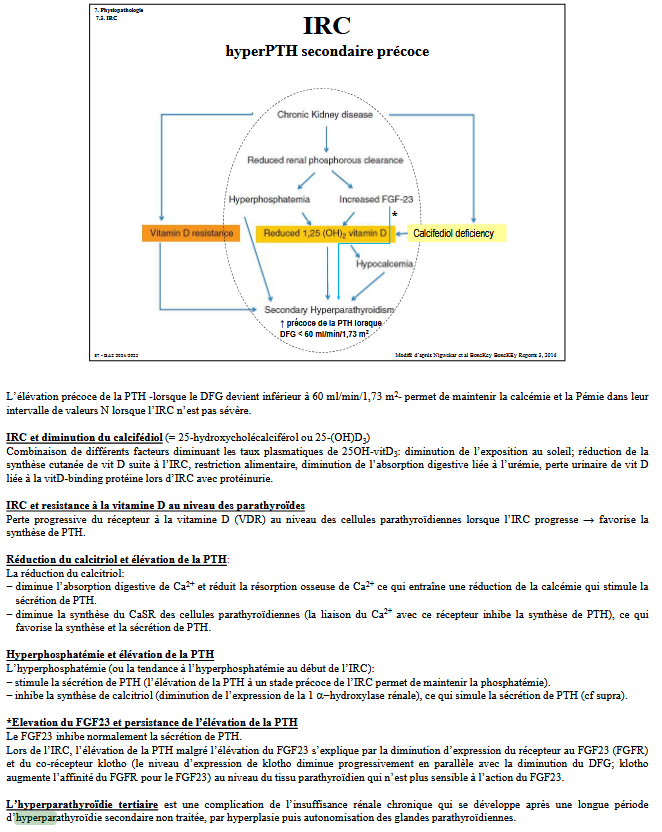 7. Physiopathologie
7.3. IRC
IRC
hyperPTH secondaire précoce
Chronic Kidney disease
Reduced renal phosphorous clearance
Hyperphosphatemia Increased FGF-23
*
Vitamin D resistance Reduced 1,25 (OH)₂ vitamin D Calcifediol deficiency
Hypocalcemia
Secondary Hyperparathyroidism
↑ précoce de la PTH lorsque
DFG < 60 ml/min/1,73 m²
Modifié d'après Nigwekar et al BoneKey Reports 3, 2014
L'élévation précoce de la PTH -lorsque le DFG devient inférieur à 60 ml/min/1,73 m²- permet de maintenir la calcémie et la Pémie dans leur
intervalle de valeurs N lorsque l'IRC n'est pas sévère.
IRC et diminution du calcifédiol (= 25-hydroxycholécalciférol ou 25-(OH)D₃)
Combinaison de différents facteurs diminuant les taux plasmatiques de 25OH-vitD₃: diminution de l'exposition au soleil; réduction de la
synthèse cutanée de vit D suite à l'IRC, restriction alimentaire, diminution de l'absorption digestive liée à l'urémie, perte urinaire de vit D
liée à la vitD-binding protéine lors d'IRC avec protéinurie.
IRC et resistance à la vitamine D au niveau des parathyroïdes
Perte progressive du récepteur à la vitamine D (VDR) au niveau des cellules parathyroïdiennes lorsque l'IRC progresse → favorise la
synthèse de PTH.
Réduction du calcitriol et élévation de la PTH:
La réduction du calcitriol:
– diminue l'absorption digestive de Ca²⁺ et réduit la résorption osseuse de Ca²⁺ ce qui entraîne une réduction de la calcémie qui stimule la
sécrétion de PTH.
– diminue la synthèse du CaSR des cellules parathyroïdiennes (la liaison du Ca²⁺ avec ce récepteur inhibe la synthèse de PTH), ce qui
favorise la synthèse et la sécrétion de PTH.
Hyperphosphatémie et élévation de la PTH
L'hyperphosphatémie (ou la tendance à l'hyperphosphatémie au début de l'IRC):
– stimule la sécrétion de PTH (l'élévation de la PTH à un stade précoce de l'IRC permet de maintenir la phosphatémie).
– inhibe la synthèse de calcitriol (diminution de l'expression de la 1 α–hydroxylase rénale), ce qui simule la sécrétion de PTH (cf supra).
*Elevation du FGF23 et persistance de l'élévation de la PTH
Le FGF23 inhibe normalement la sécrétion de PTH.
Lors de l'IRC, l'élévation de la PTH malgré l'élévation du FGF23 s'explique par la diminution d'expression du récepteur au FGF23 (FGFR)
et du co-récepteur klotho (le niveau d'expression de klotho diminue progressivement en parallèle avec la diminution du DFG; klotho
augmente l'affinité du FGFR pour le FGF23) au niveau du tissu parathyroïdien qui n'est plus sensible à l'action du FGF23.
L'hyperparathyroïdie tertiaire est une complication de l'insuffisance rénale chronique qui se développe après une longue période
d'hyperparathyroïdie secondaire non traitée, par hyperplasie puis autonomisation des glandes parathyroïdiennes.